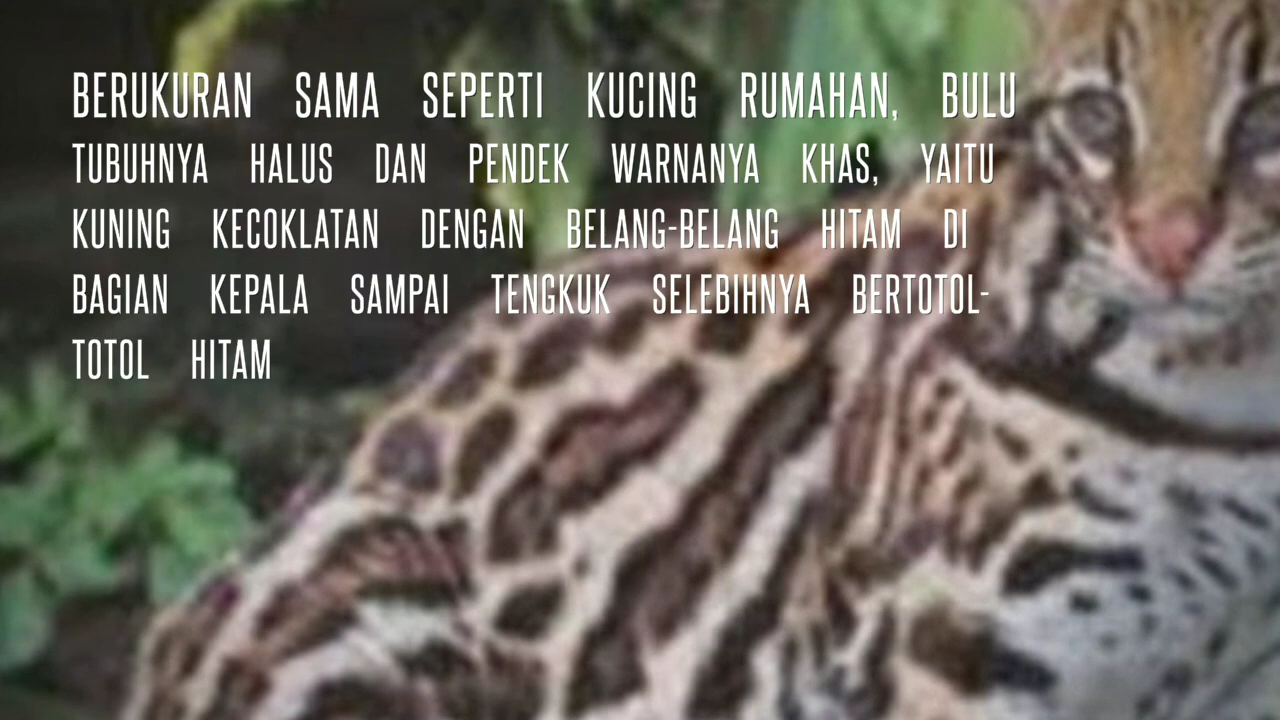 BERUKURAN SAMA SEPERTI KUCING RUMAHAN, BULU
TUBUHNYA HALUS DAN PENDEK WARNANYA KHAS, YAITU
KUNING KECOKLATAN DENGAN BELANG-BELANG HITAM DI
BAGIAN KEPALA SAMPAI TENGKUK SELEBIHNYA BERTOTOL-
TOTOL HITAM